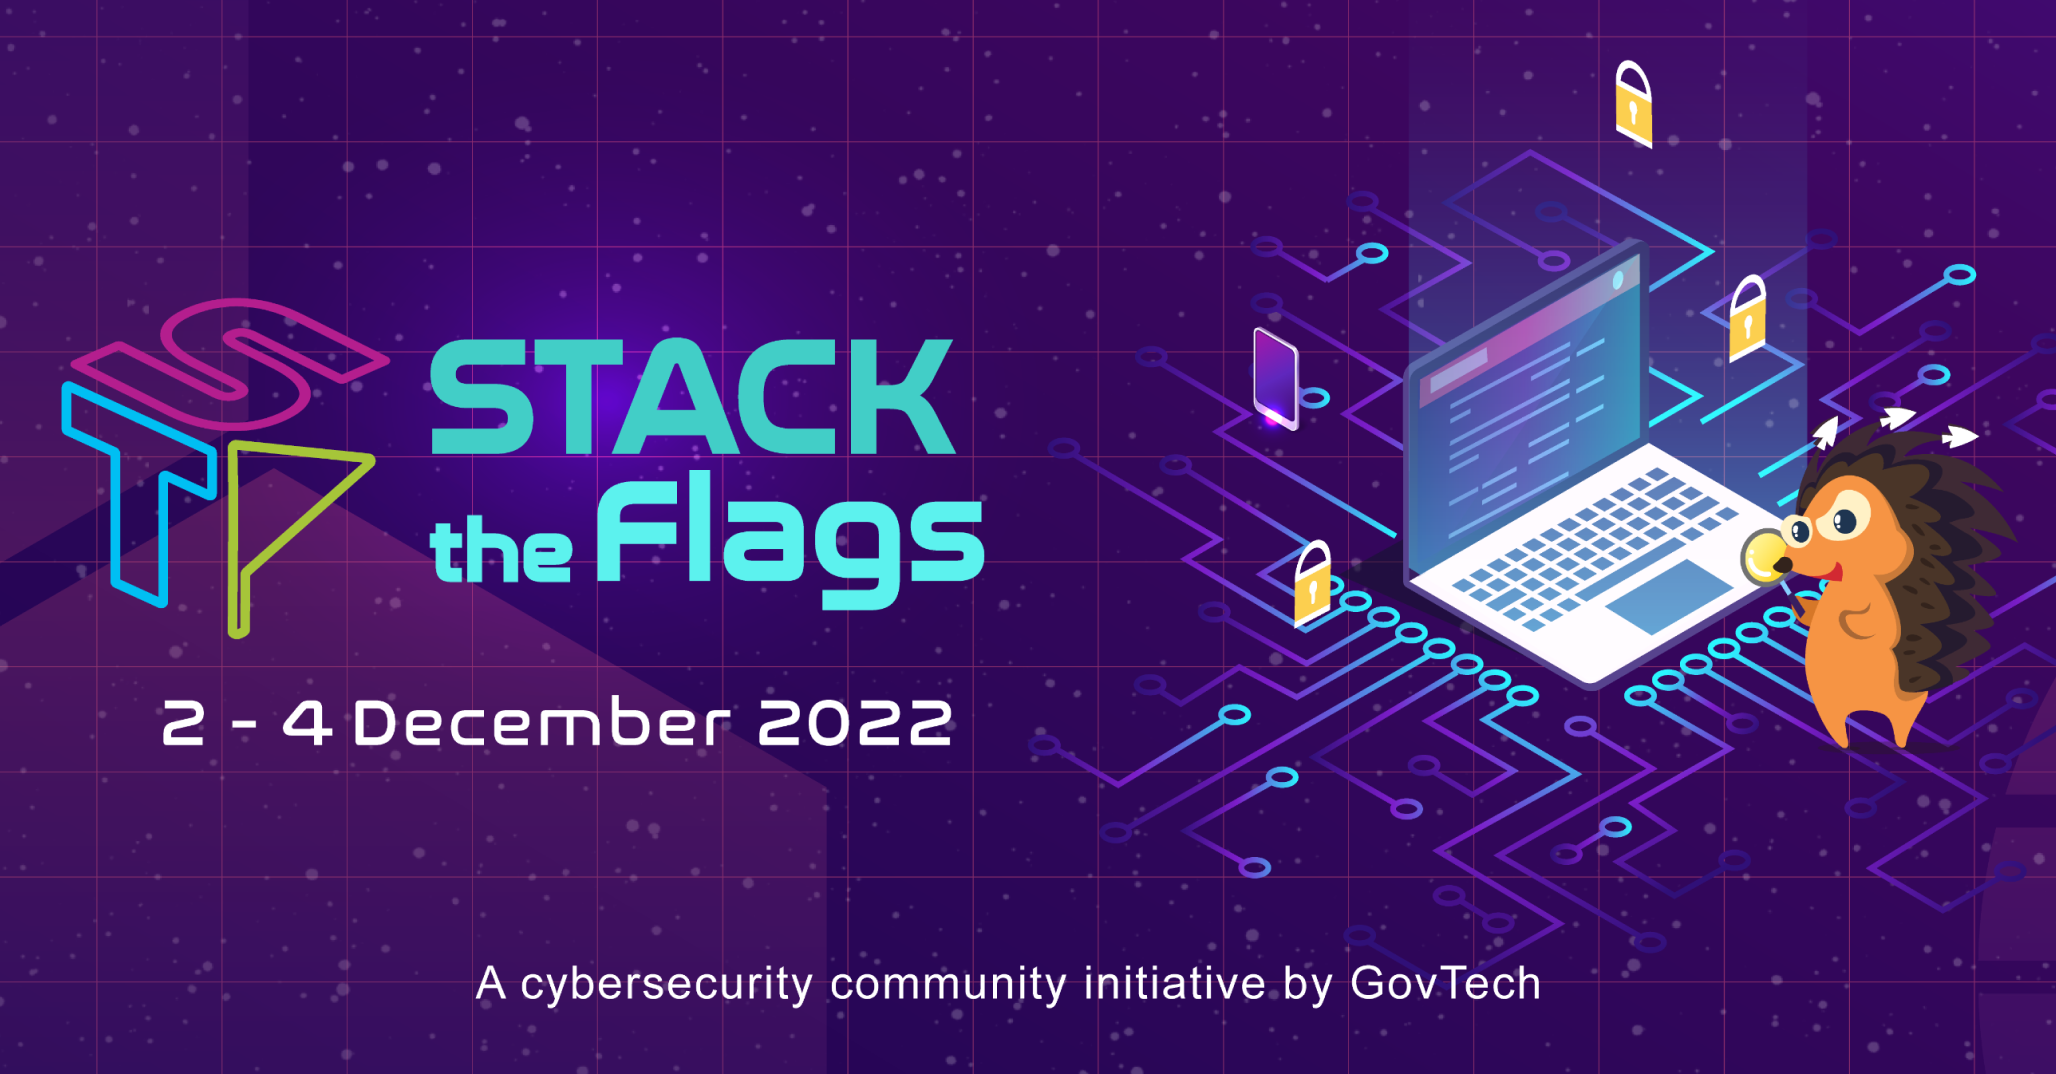 STACK
the Flags
2 - 4 December 2022
A cybersecurity community initiative by GovTech